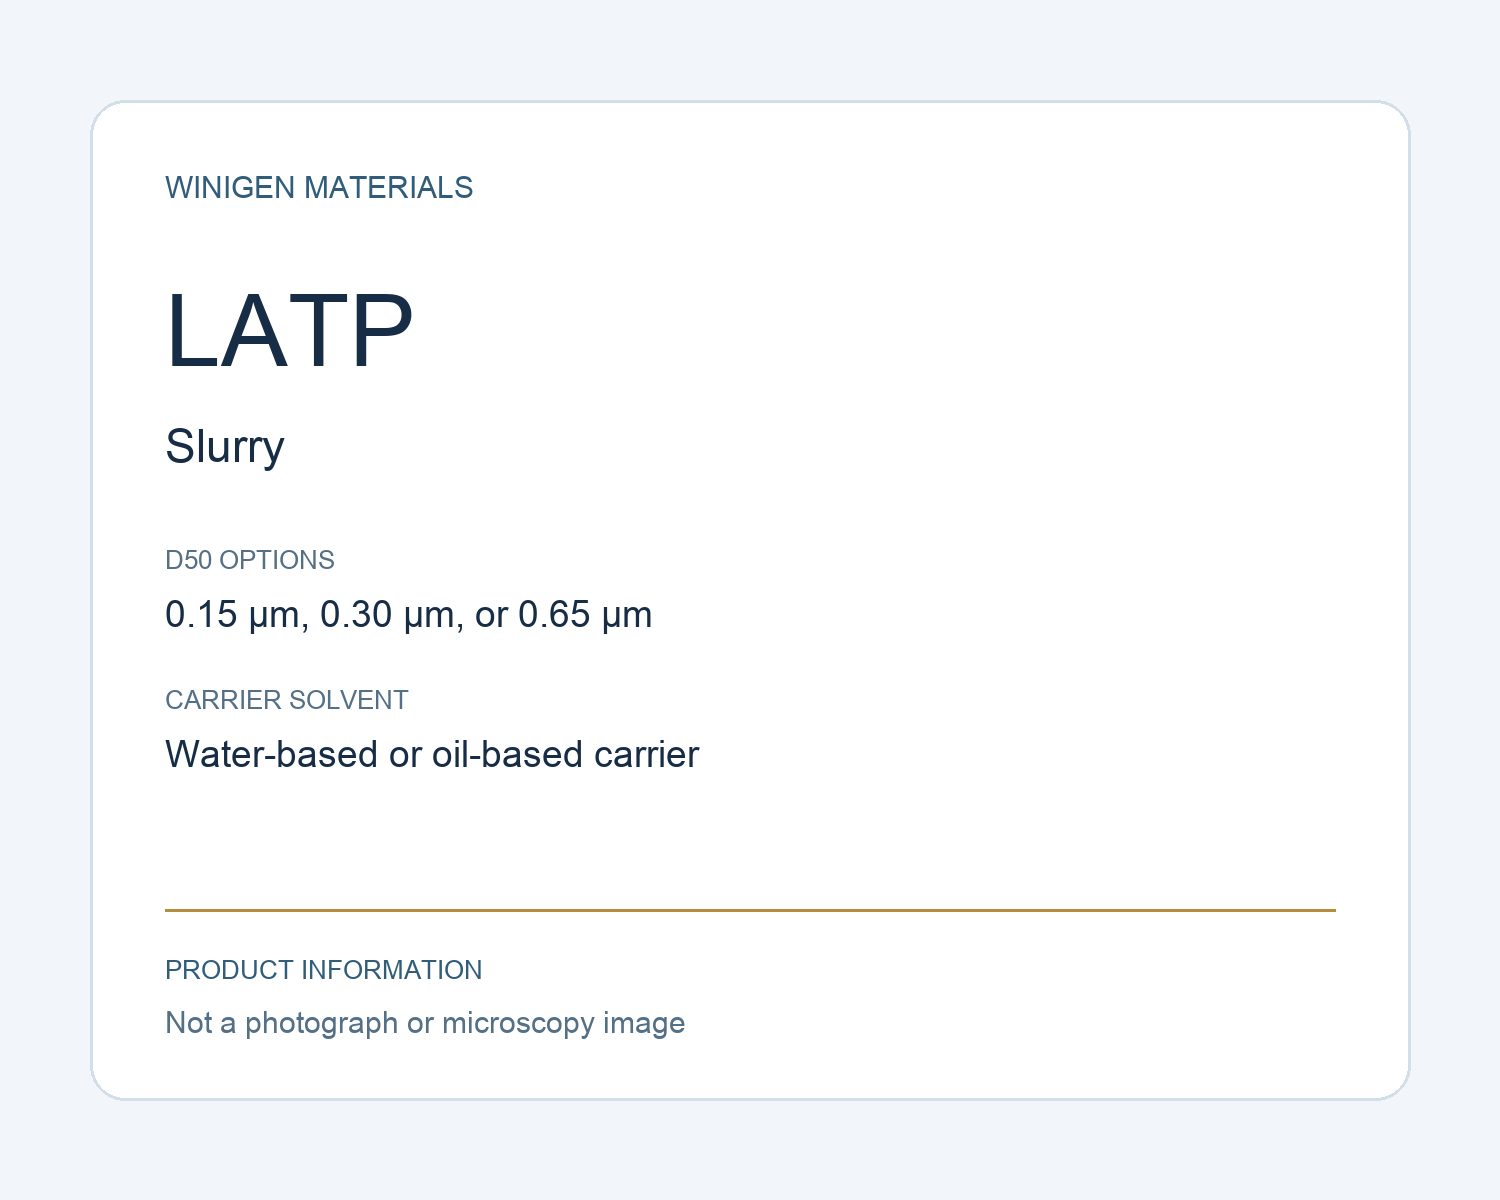 WINIGEN MATERIALS
LATP
Slurry
D50 OPTIONS
0.15 µm, 0.30 µm, or 0.65 µm
CARRIER SOLVENT
Water-based or oil-based carrier
PRODUCT INFORMATION
Not a photograph or microscopy image